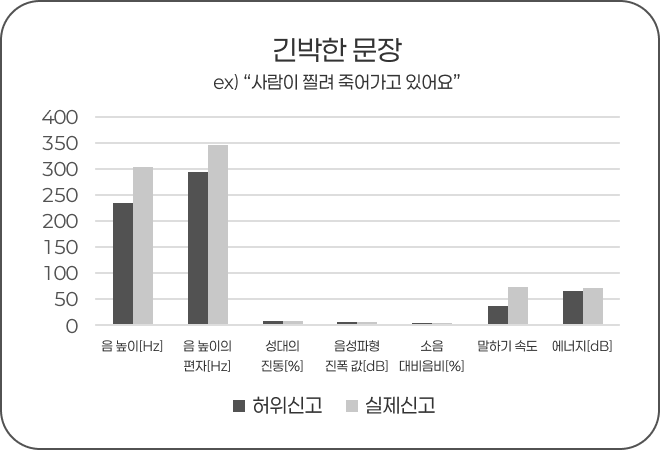 긴박한 문장
ex) “사람이 찔려 죽어가고 있어요”
400
350
300
250
200
150
100
50
0
음 높이[Hz] 음 높이의 성대의 음성파형 소음 말하기 속도 에너지[dB]
편자[Hz] 진동[%] 진폭 값[dB] 대비음비[%]
허위신고 실제신고